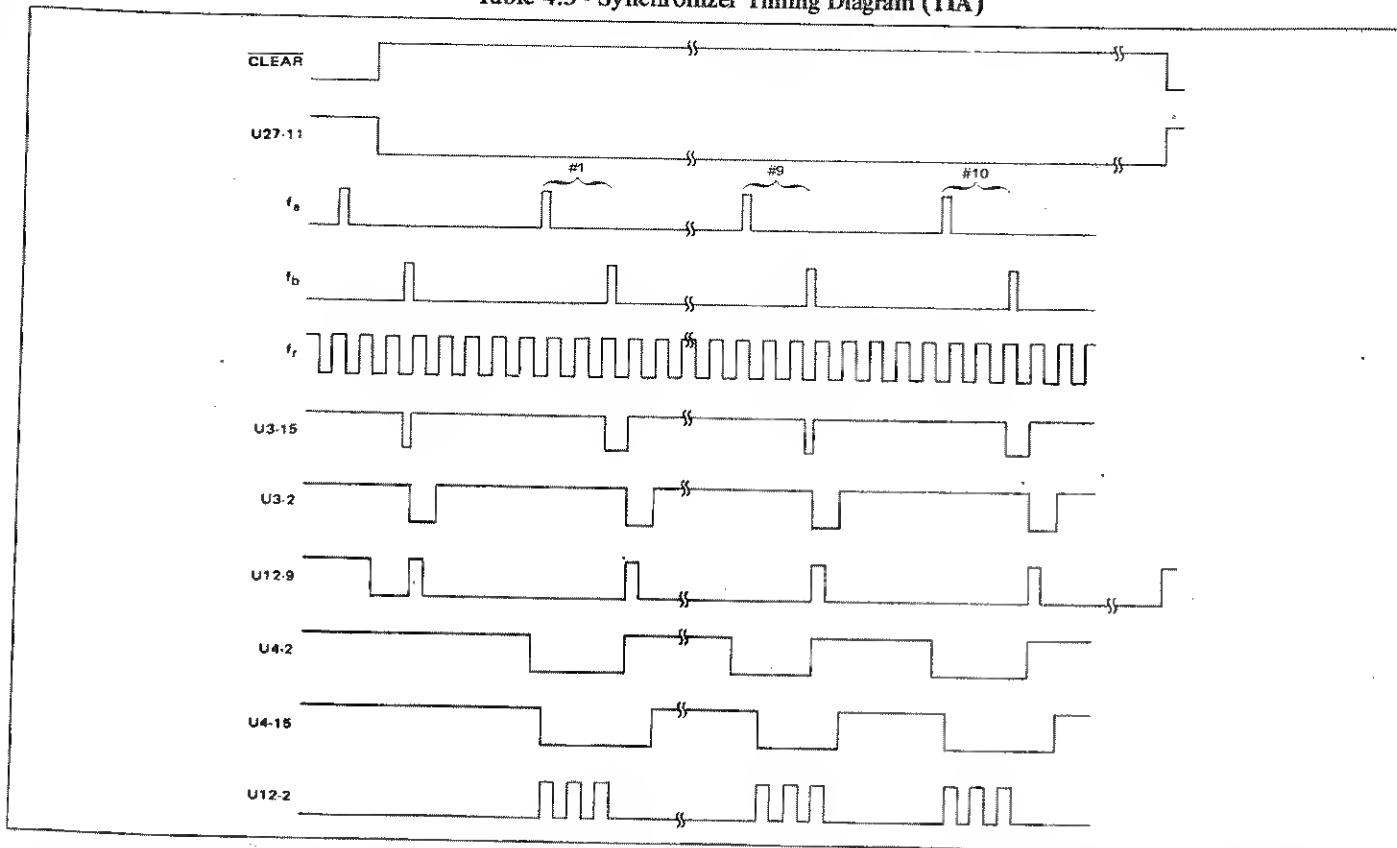 Table 4.3 - Synchronizer Timing Diagram (TIA)
CLEAR
U27-11
#1
#9
#10
fa
fb
fr
U3-15
U3-2
U12-9
U4-2
U4-15
U12-2